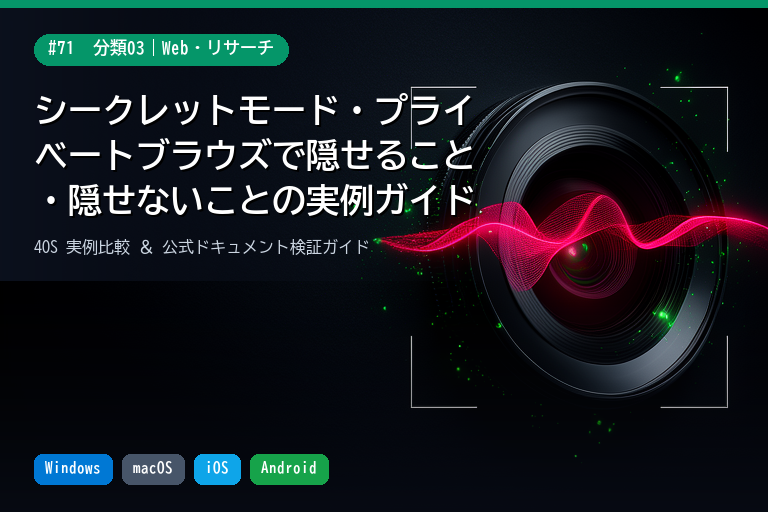 #71 分類03｜Web・リサーチ
シークレットモード・プライ
ベートブラウズで隠せること
・隠せないことの実例ガイド
4OS 実例比較 ＆ 公式ドキュメント検証ガイド
Windows macOS iOS Android